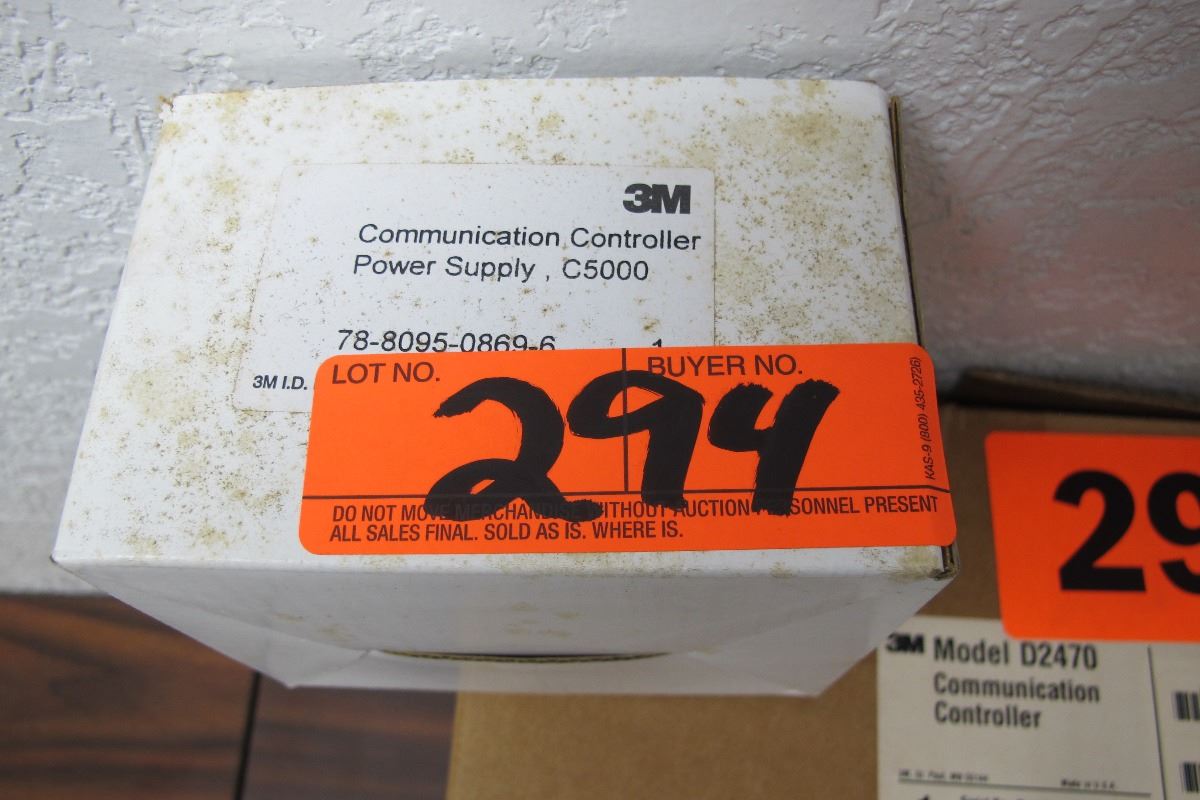 3M
Communication Controller
Power Supply , C5000
78-8095-0869-6 1
3M I.D.
LOT NO. BUYER NO.
294
KAS-9 (800) 435-2726)
DO NOT MOVE MERCHANDISE WITHOUT AUCTION PERSONNEL PRESENT
ALL SALES FINAL. SOLD AS IS. WHERE IS.
29
3M Model D2470
Communication
Controller
Made in U.S.A.